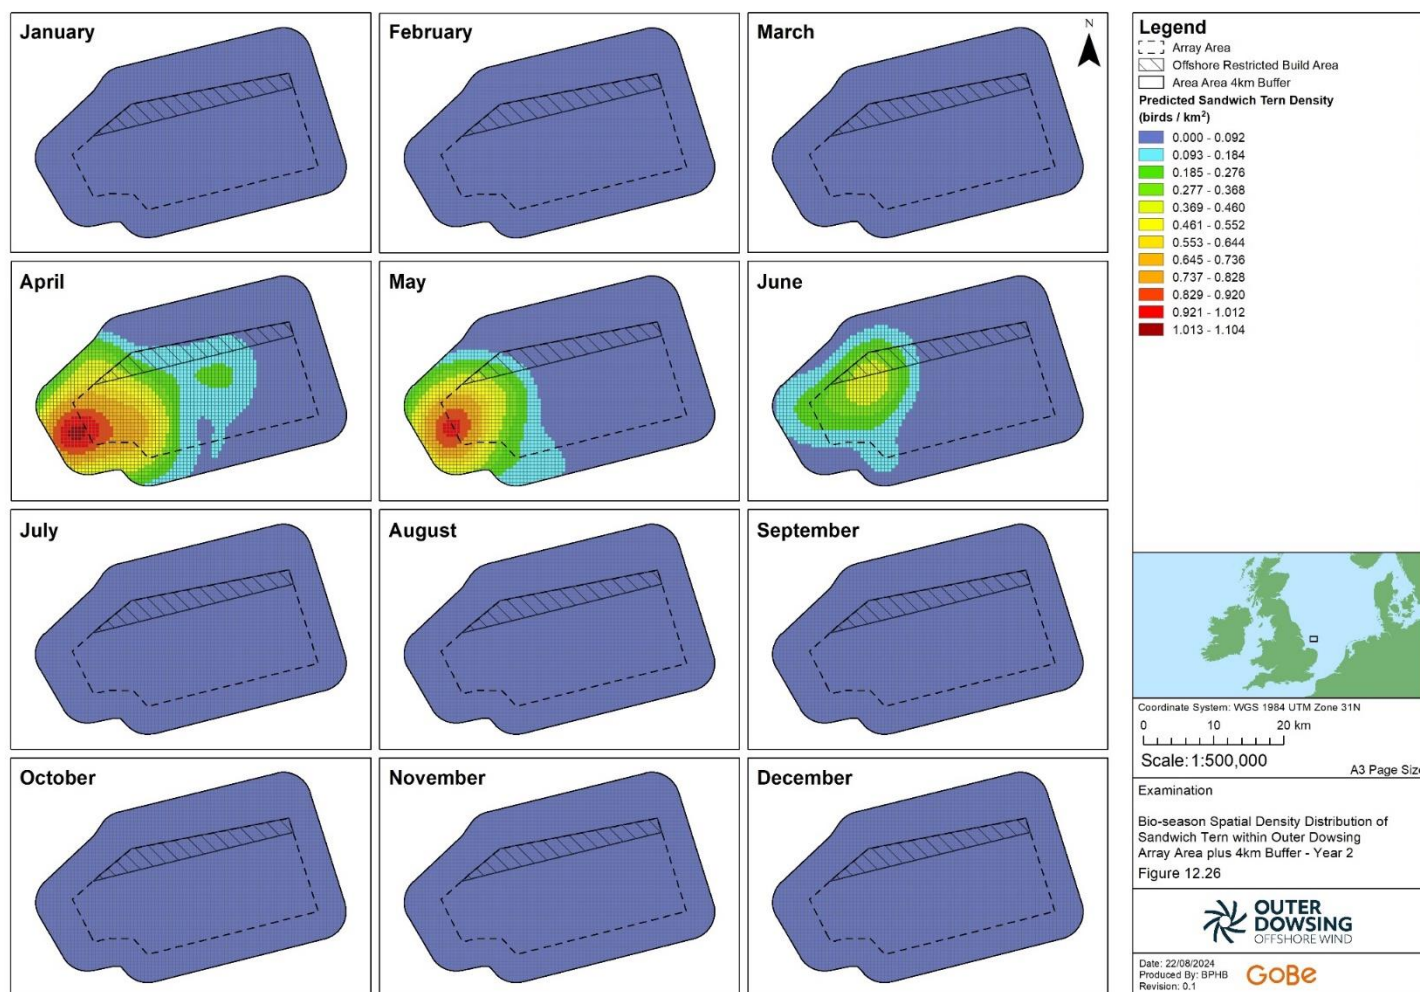 January
February
March
N
April
May
June
July
August
September
October
November
December
Legend
Array Area
Offshore Restricted Build Area
Area Area 4km Buffer
Predicted Sandwich Tern Density
(birds / km²)
0.000 - 0.092
0.093 - 0.184
0.185 - 0.276
0.277 - 0.368
0.369 - 0.460
0.461 - 0.552
0.553 - 0.644
0.645 - 0.736
0.737 - 0.828
0.829 - 0.920
0.921 - 1.012
1.013 - 1.104
Coordinate System: WGS 1984 UTM Zone 31N
0 10 20 km
Scale: 1:500,000
A3 Page Size
Examination
Bio-season Spatial Density Distribution of
Sandwich Tern within Outer Dowsing
Array Area plus 4km Buffer - Year 2
Figure 12.26
OUTER
DOWSING
OFFSHORE WIND
Date: 22/08/2024
Produced By: BPHB
Revision: 0.1
GoBe